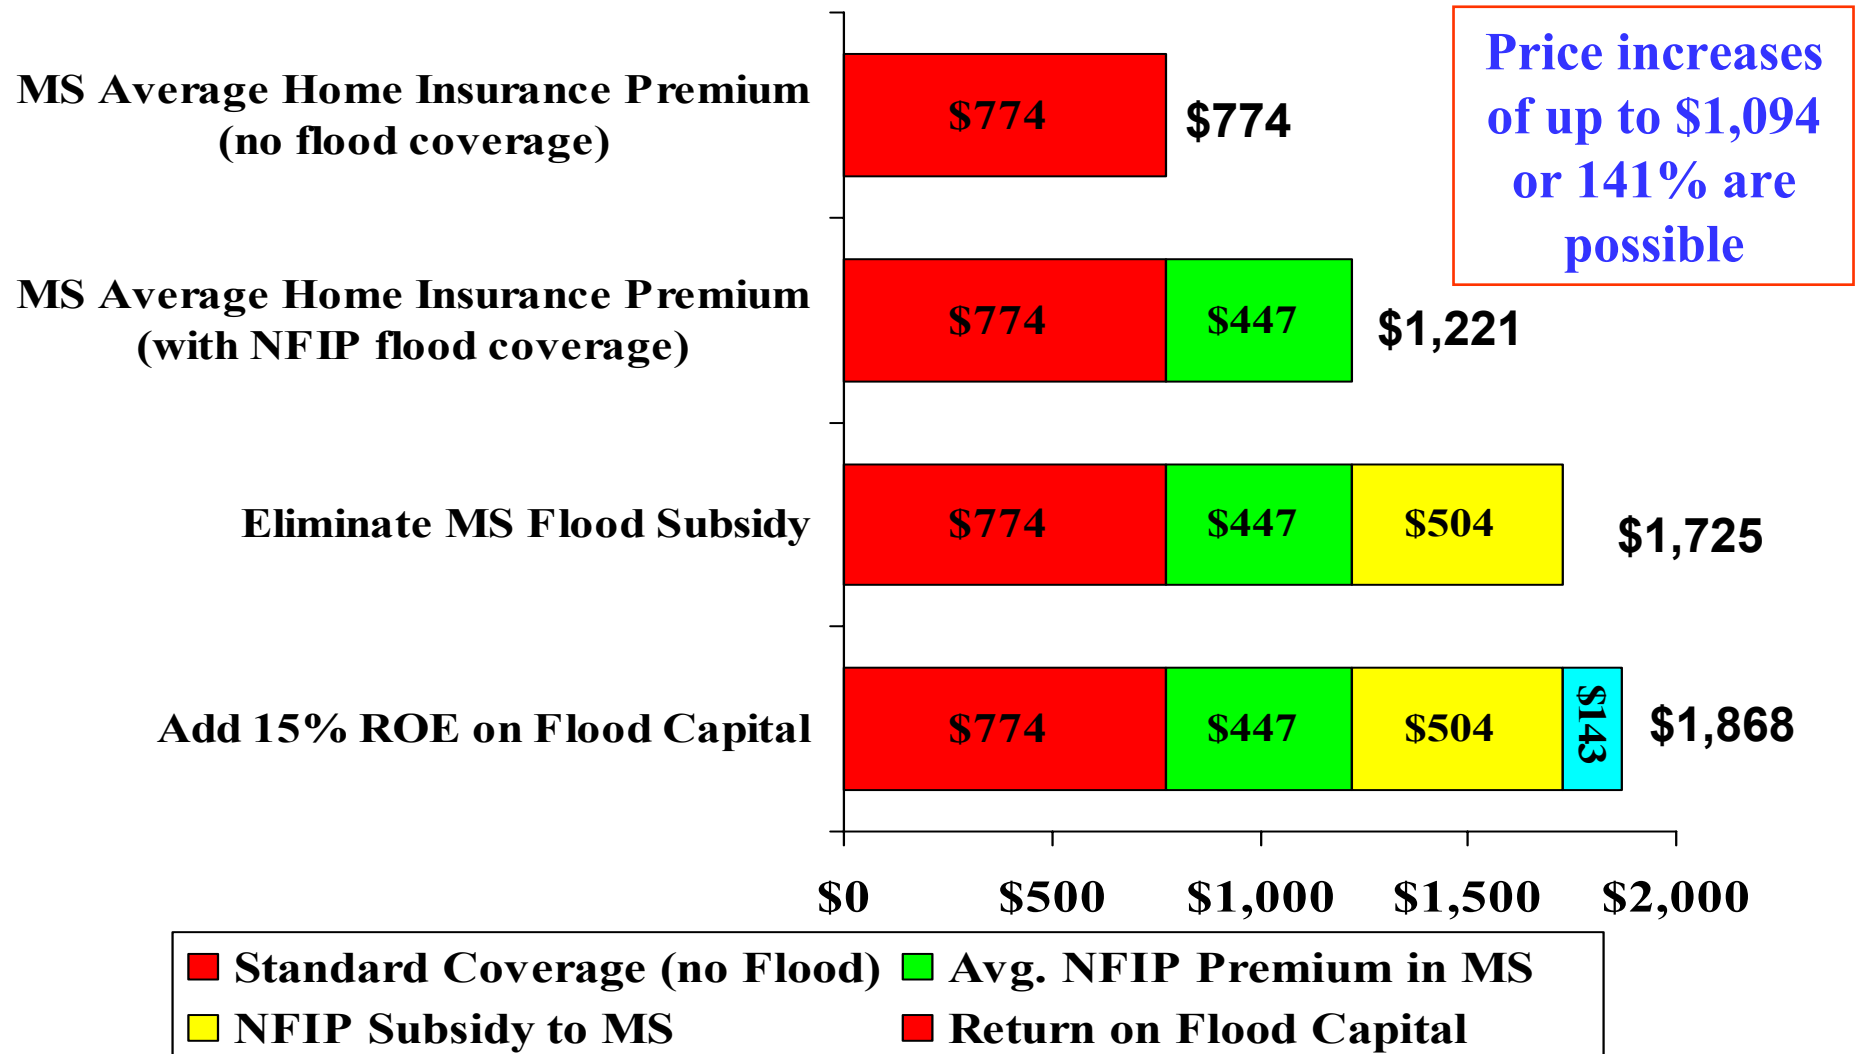 Price increases
of up to $1,094
or 141% are
possible
MS Average Home Insurance Premium
(no flood coverage)
$774
$774
MS Average Home Insurance Premium
(with NFIP flood coverage)
$774 $447
$1,221
Eliminate MS Flood Subsidy
$774 $447 $504
$1,725
Add 15% ROE on Flood Capital
$774 $447 $504 $143
$1,868
$0 $500 $1,000 $1,500 $2,000
Standard Coverage (no Flood) Avg. NFIP Premium in MS
NFIP Subsidy to MS Return on Flood Capital